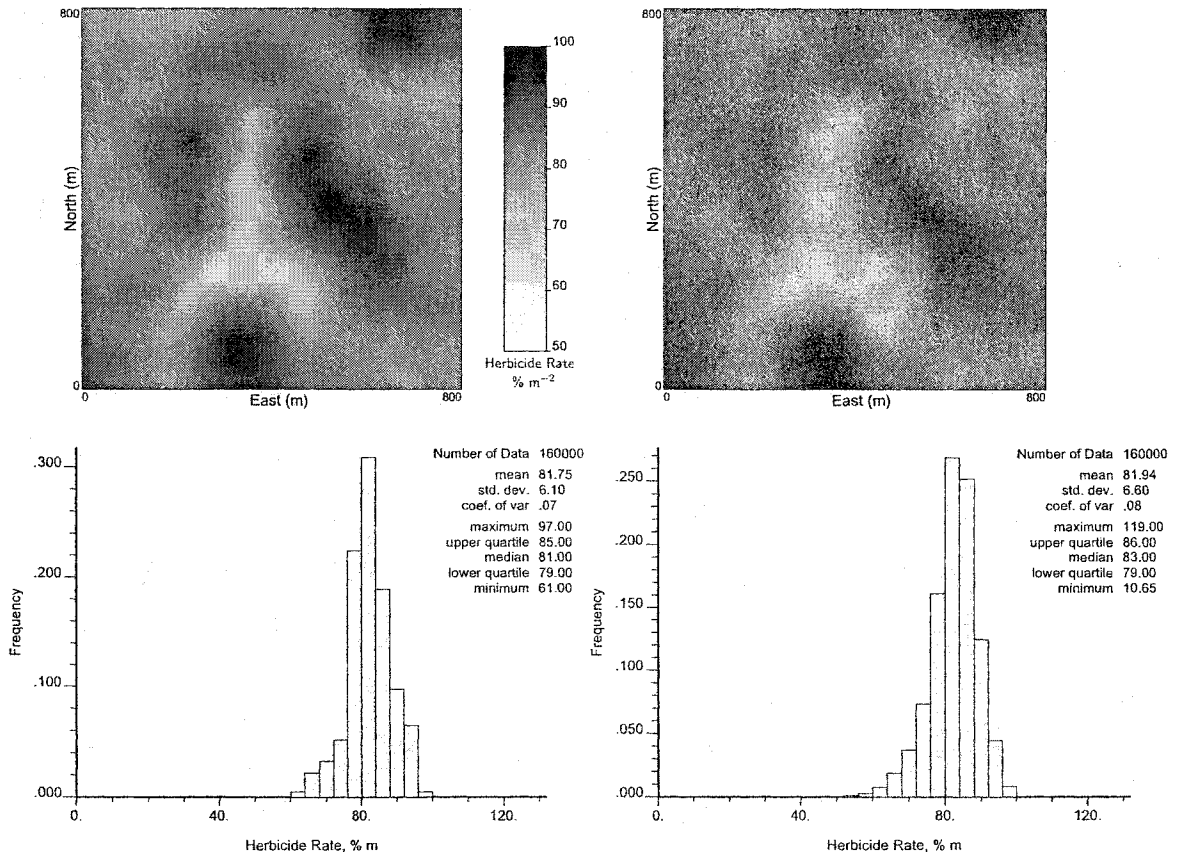 800
North (m)
0
0
East (m)
800
100
90
80
70
60
50
Herbicide Rate
% m⁻²
800
North (m)
0
0
East (m)
800
.300
.200
.100
.000
Frequency
0.
40.
80.
120.
Herbicide Rate, % m
Number of Data 160000
mean 81.75
std. dev. 6.10
coef. of var .07
maximum 97.00
upper quartile 85.00
median 81.00
lower quartile 79.00
minimum 61.00
.250
.200
.150
.100
.050
.000
Frequency
0.
40.
80.
120.
Herbicide Rate, % m
Number of Data 160000
mean 81.94
std. dev. 6.60
coef. of var .08
maximum 119.00
upper quartile 86.00
median 83.00
lower quartile 79.00
minimum 10.65